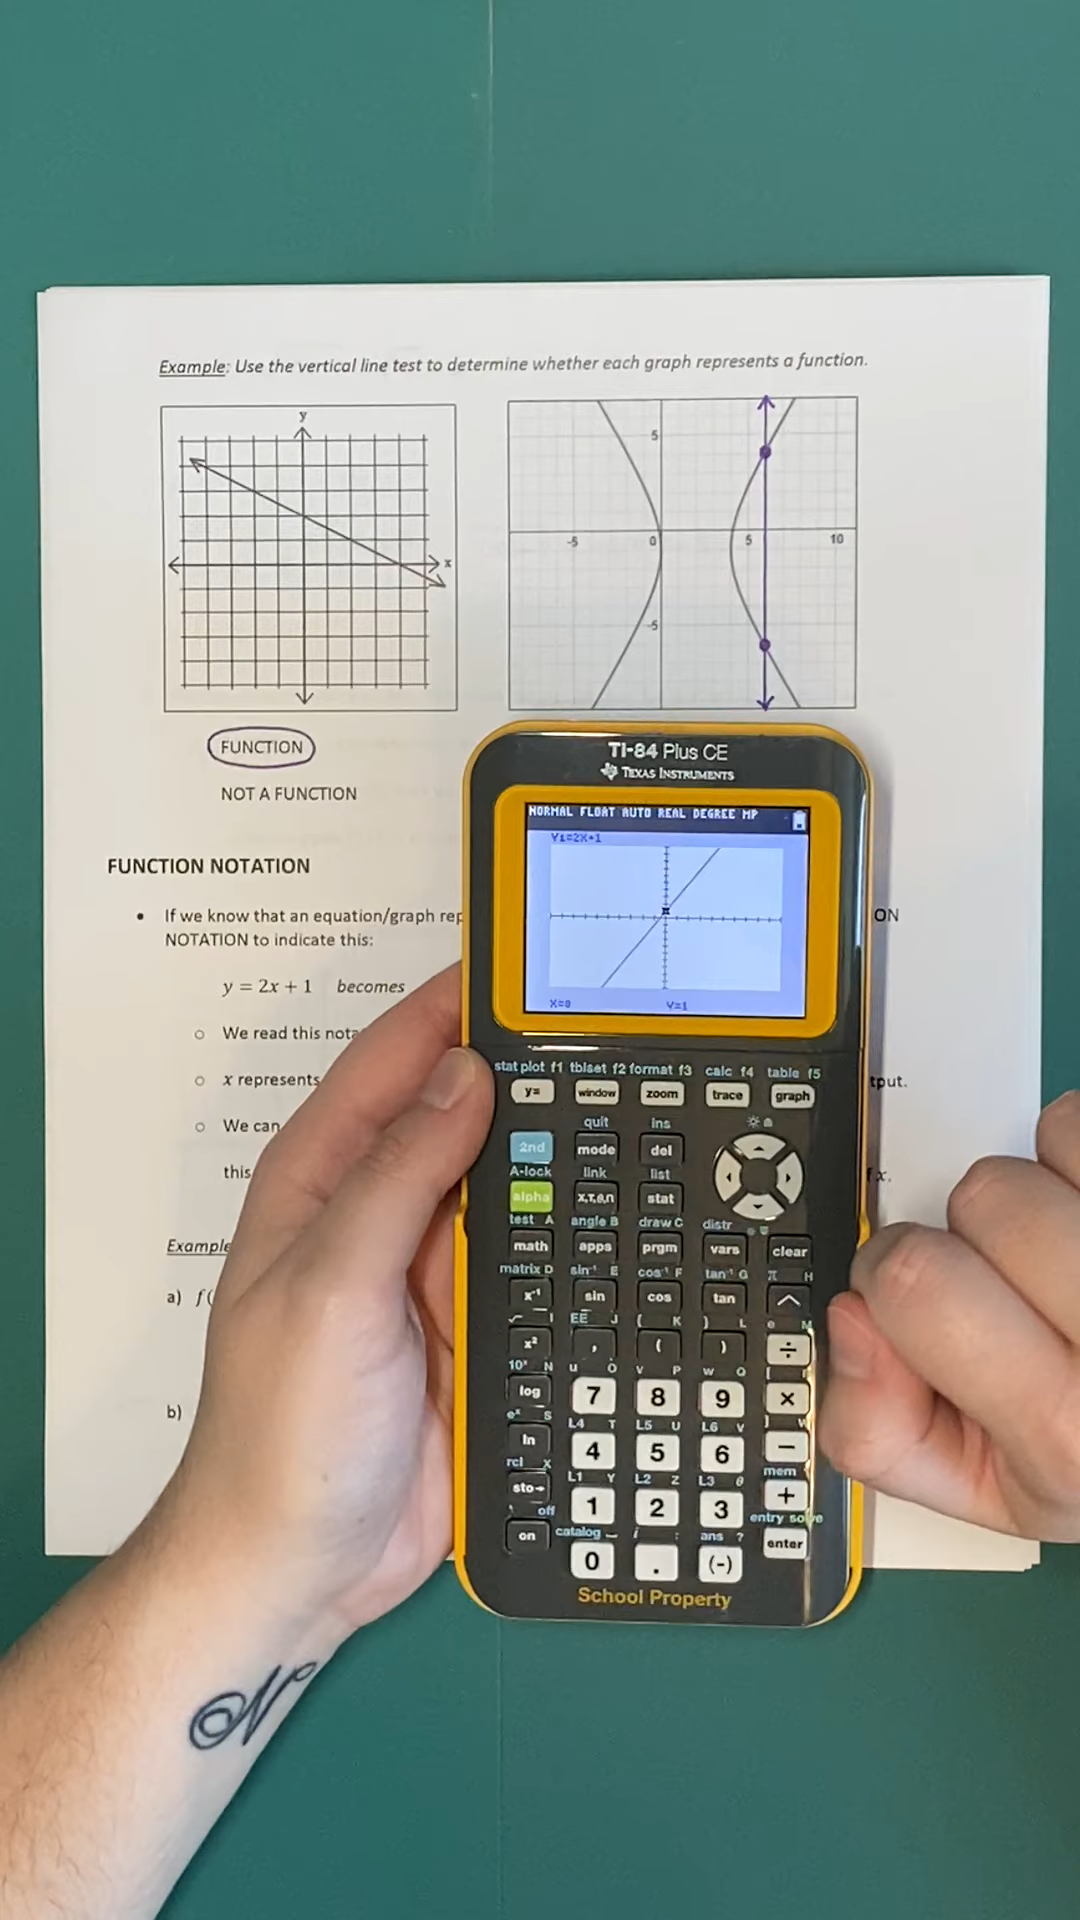 Example: Use the vertical line test to determine whether each graph represents a function.
y
x
5
-5
0
5
10
-5
FUNCTION
NOT A FUNCTION
FUNCTION NOTATION
• If we know that an equation/graph ON
NOTATION to indicate this:
y = 2x + 1 becomes
○ We read this
○ x represents
○ We can
this x.
Example
a) f(
b)
TI-84 Plus CE
TEXAS INSTRUMENTS
NORMAL FLOAT AUTO REAL DEGREE MP
Y1=2X+1
X=0 Y=1
stat plot f1 tblset f2 format f3 calc f4 table f5
y= window zoom trace graph
quit ins
2nd mode del
A-lock link list
alpha X,T,θ,n stat
test A angle B draw C distr
math apps prgm vars clear
matrix D sin⁻¹ E cos⁻¹ F tan⁻¹ G π H
x⁻¹ sin cos tan ^
√ I EE J { K } L e M
x² , ( ) ÷
10ˣ N u O v P w Q [
log 7 8 9 ×
eˣ S L4 T L5 U L6 V ] W
ln 4 5 6 −
rcl X L1 Y L2 Z L3 θ mem
sto→ 1 2 3 +
off catalog i : ans ? entry solve
on 0 . (-) enter
School Property
N